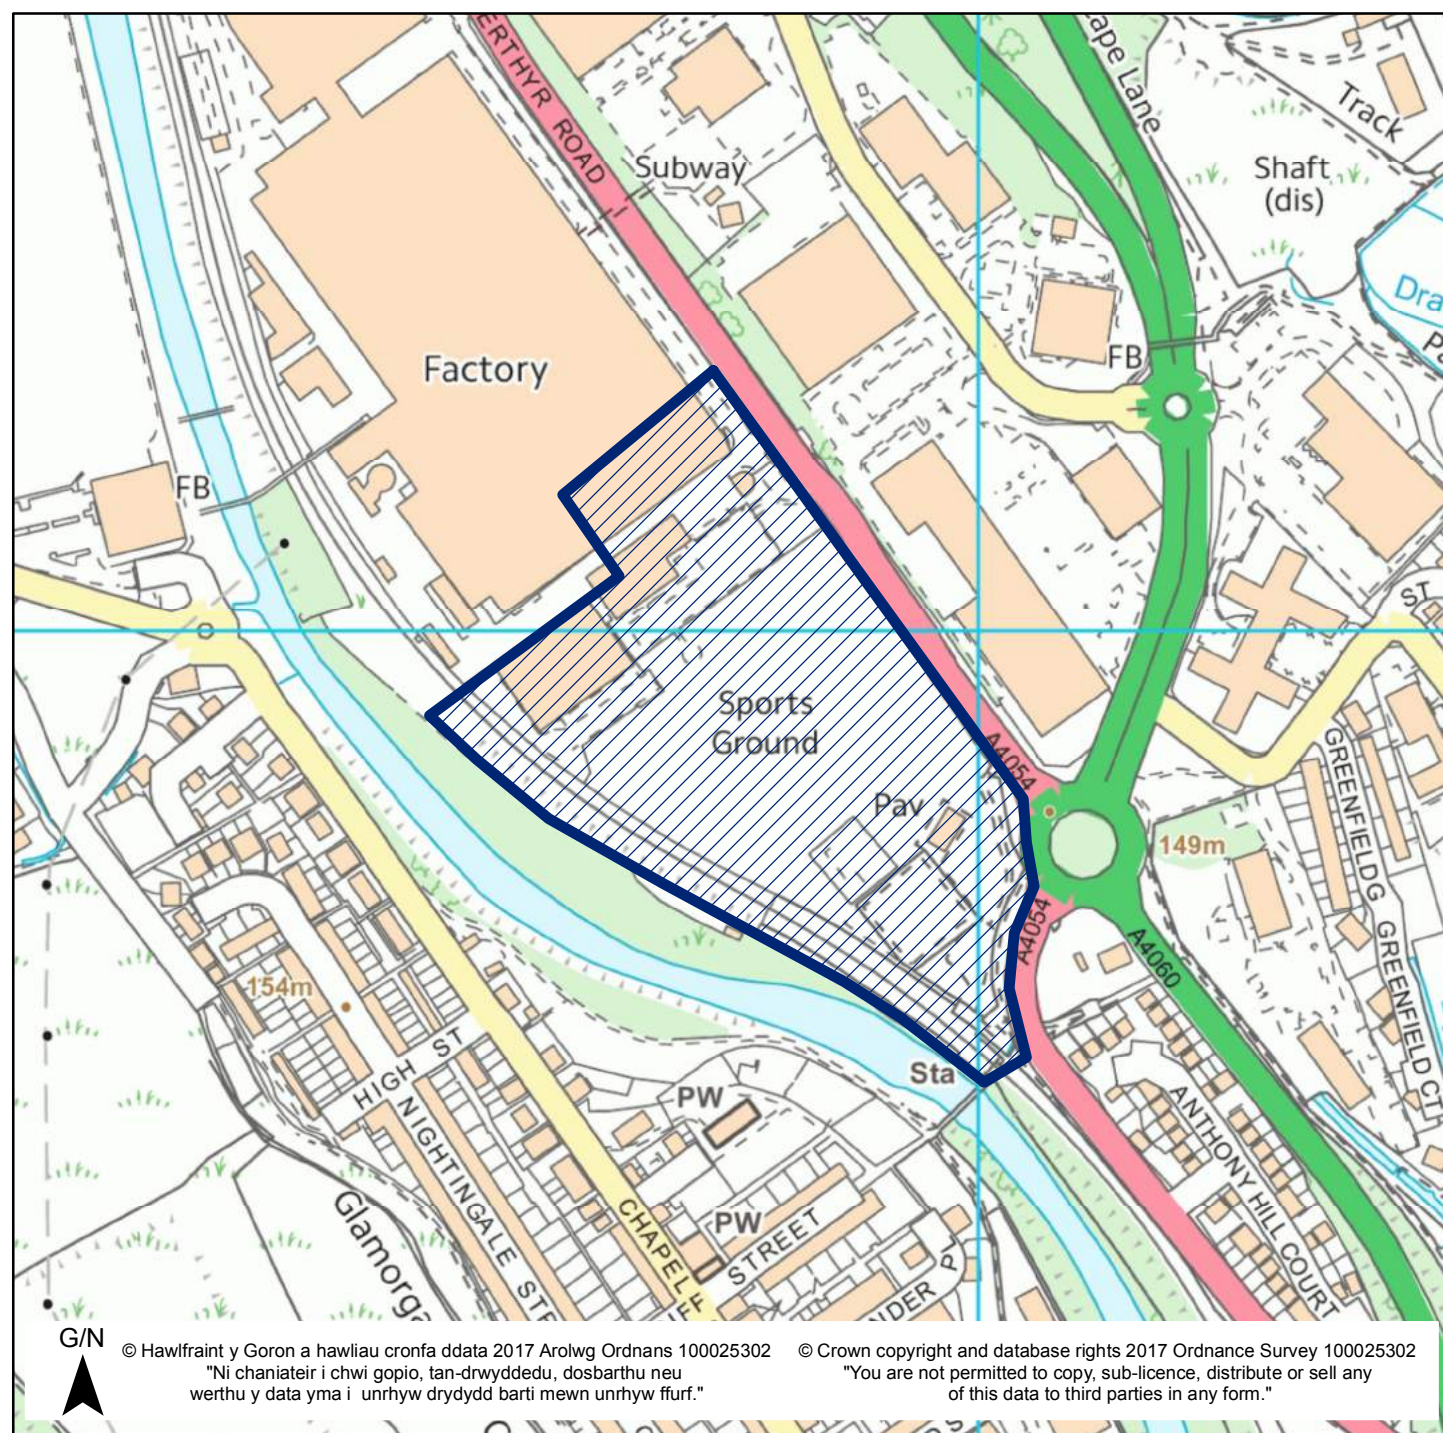 ERTHYR ROAD
ape Lane
Track
Subway
Shaft
(dis)
Dra
FB
Factory
FB
ST
Sports
Ground
A4054
Pav
149m
GREENFIELD
GREENFIELD CT
A4054
A4060
154m
HIGH ST
Sta
PW
ANTHONY HILL COURT
NIGHTINGALE STR
PW
CHAPEL
STREET
Glamorga
NDER PL
G/N
© Hawlfraint y Goron a hawliau cronfa ddata 2017 Arolwg Ordnans 100025302
"Ni chaniateir i chwi gopio, tan-drwyddedu, dosbarthu neu
werthu y data yma i unrhyw drydydd barti mewn unrhyw ffurf."
© Crown copyright and database rights 2017 Ordnance Survey 100025302
"You are not permitted to copy, sub-licence, distribute or sell any
of this data to third parties in any form."